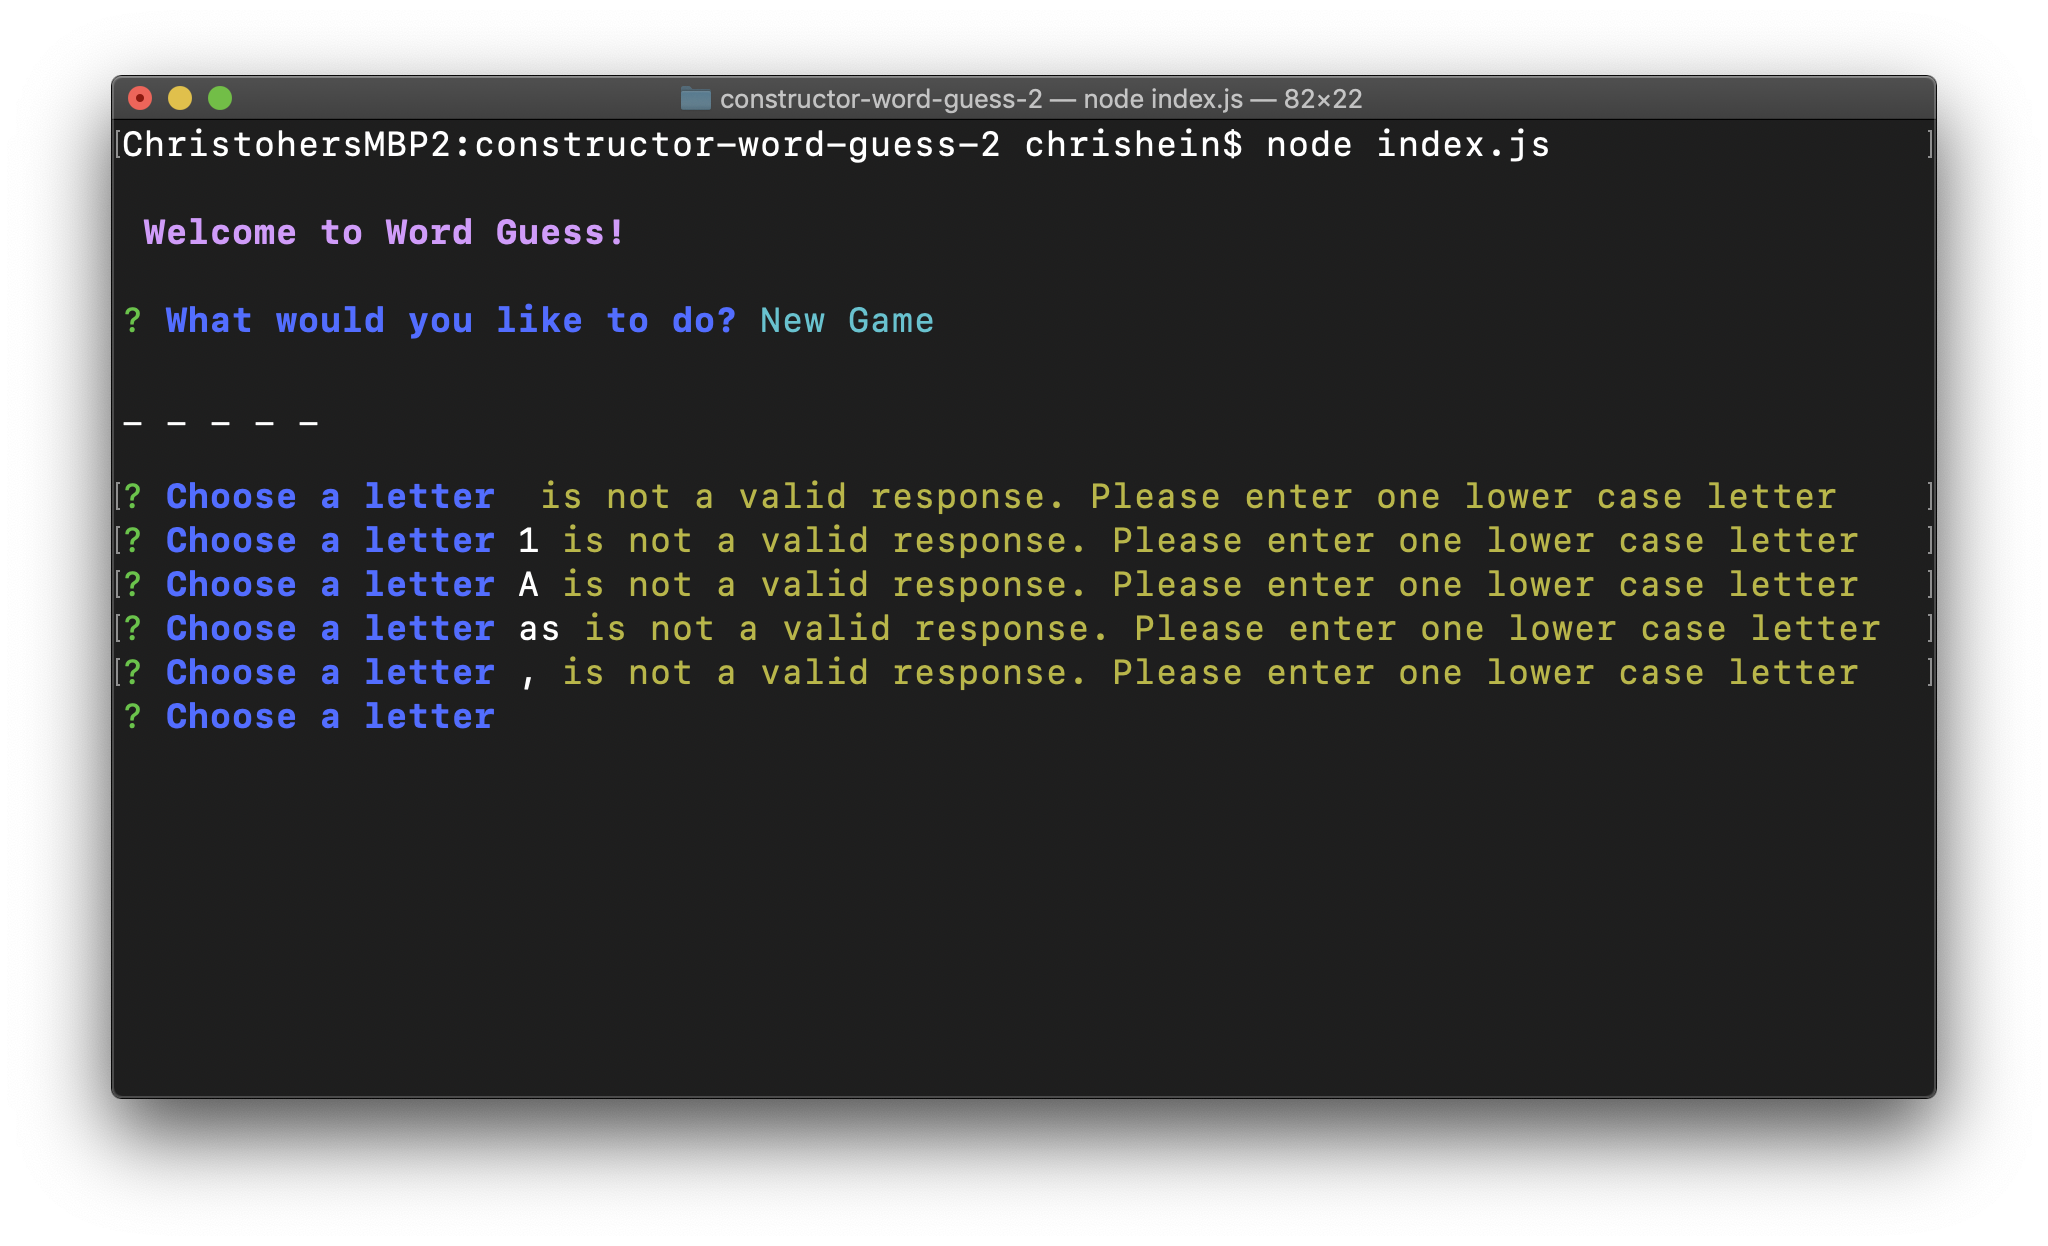 constructor-word-guess-2 — node index.js — 82×22
[ChristohersMBP2:constructor-word-guess-2 chrishein$ node index.js ]
Welcome to Word Guess!
? What would you like to do? New Game
_ _ _ _ _
[? Choose a letter  is not a valid response. Please enter one lower case letter ]
[? Choose a letter 1 is not a valid response. Please enter one lower case letter ]
[? Choose a letter A is not a valid response. Please enter one lower case letter ]
[? Choose a letter as is not a valid response. Please enter one lower case letter ]
[? Choose a letter , is not a valid response. Please enter one lower case letter ]
? Choose a letter